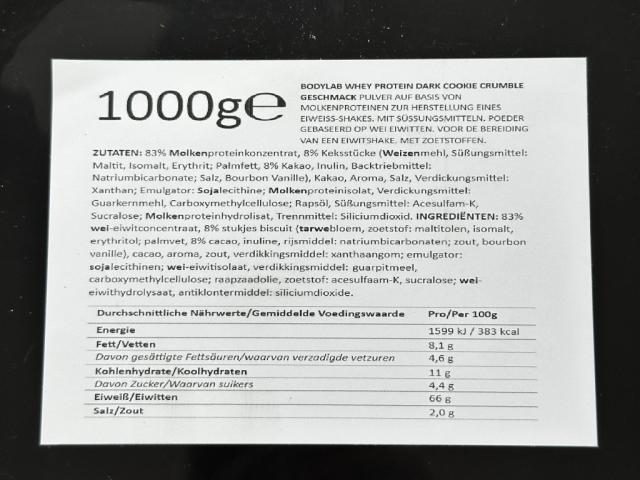 1000g℮
BODYLAB WHEY PROTEIN DARK COOKIE CRUMBLE
GESCHMACK PULVER AUF BASIS VON
MOLKENPROTEINEN ZUR HERSTELLUNG EINES
EIWEISS-SHAKES. MIT SÜSSUNGSMITTELN. POEDER
GEBASEERD OP WEI EIWITTEN. VOOR DE BEREIDING
VAN EEN EIWITSHAKE. MET ZOETSTOFFEN.
ZUTATEN: 83% Molkenproteinkonzentrat, 8% Keksstücke (Weizenmehl, Süßungsmittel:
Maltit, Isomalt, Erythrit; Palmfett, 8% Kakao, Inulin, Backtriebmittel:
Natriumbicarbonate; Salz, Bourbon Vanille), Kakao, Aroma, Salz, Verdickungsmittel:
Xanthan; Emulgator: Sojalecithine; Molkenproteinisolat, Verdickungsmittel:
Guarkernmehl, Carboxymethylcellulose; Rapsöl, Süßungsmittel: Acesulfam-K,
Sucralose; Molkenproteinhydrolisat, Trennmittel: Siliciumdioxid. INGREDIËNTEN: 83%
wei-eiwitconcentraat, 8% stukjes biscuit (tarwebloem, zoetstof: maltitolen, isomalt,
erythritol; palmvet, 8% cacao, inuline, rijsmiddel: natriumbicarbonaten; zout, bourbon
vanille), cacao, aroma, zout, verdikkingsmiddel: xanthaangom; emulgator:
sojalecithinen; wei-eiwitisolaat, verdikkingsmiddel: guarpitmeel,
carboxymethylcellulose; raapzaadolie, zoetstof: acesulfaam-K, sucralose; wei-
eiwithydrolysaat, antiklontermiddel: siliciumdioxide.
Durchschnittliche Nährwerte/Gemiddelde Voedingswaarde Pro/Per 100g
Energie 1599 kJ / 383 kcal
Fett/Vetten 8,1 g
Davon gesättigte Fettsäuren/waarvan verzadigde vetzuren 4,6 g
Kohlenhydrate/Koolhydraten 11 g
Davon Zucker/Waarvan suikers 4,4 g
Eiweiß/Eiwitten 66 g
Salz/Zout 2,0 g